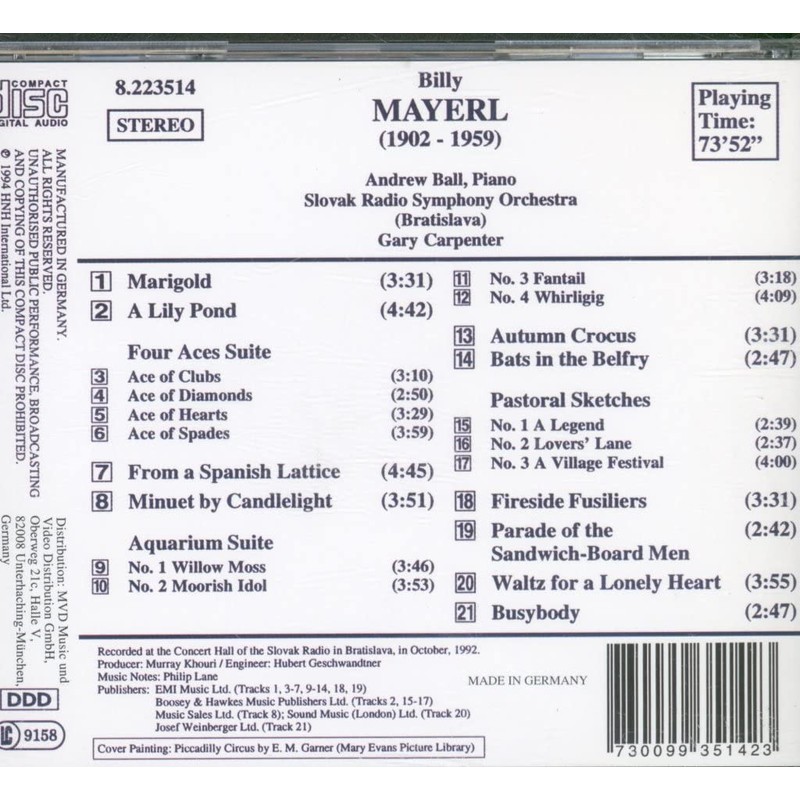 COMPACT
disc
DIGITAL AUDIO
8.223514
STEREO
Billy
MAYERL
(1902 - 1959)
Andrew Ball, Piano
Slovak Radio Symphony Orchestra
(Bratislava)
Gary Carpenter
Playing
Time:
73’52”
MANUFACTURED IN GERMANY.
ALL RIGHTS RESERVED.
UNAUTHORISED PUBLIC PERFORMANCE, BROADCASTING
AND COPYING OF THIS COMPACT DISC PROHIBITED.
℗ 1994 HNH International Ltd.
Distribution: MVD Music und
Video Distribution GmbH,
Oberweg 21c, Halle V,
82008 Unterhaching-München,
Germany
DDD
LC 9158
1 Marigold (3:31)
2 A Lily Pond (4:42)
Four Aces Suite
3 Ace of Clubs (3:10)
4 Ace of Diamonds (2:50)
5 Ace of Hearts (3:29)
6 Ace of Spades (3:59)
7 From a Spanish Lattice (4:45)
8 Minuet by Candlelight (3:51)
Aquarium Suite
9 No. 1 Willow Moss (3:46)
10 No. 2 Moorish Idol (3:53)
11 No. 3 Fantail (3:18)
12 No. 4 Whirligig (4:09)
13 Autumn Crocus (3:31)
14 Bats in the Belfry (2:47)
Pastoral Sketches
15 No. 1 A Legend (2:39)
16 No. 2 Lovers’ Lane (2:37)
17 No. 3 A Village Festival (4:00)
18 Fireside Fusiliers (3:31)
19 Parade of the (2:42)
Sandwich-Board Men
20 Waltz for a Lonely Heart (3:55)
21 Busybody (2:47)
Recorded at the Concert Hall of the Slovak Radio in Bratislava, in October, 1992.
Producer: Murray Khouri / Engineer: Hubert Geschwandtner
Music Notes: Philip Lane
Publishers: EMI Music Ltd. (Tracks 1, 3-7, 9-14, 18, 19)
Boosey & Hawkes Music Publishers Ltd. (Tracks 2, 15-17)
Music Sales Ltd. (Track 8); Sound Music (London) Ltd. (Track 20)
Josef Weinberger Ltd. (Track 21)
Cover Painting: Piccadilly Circus by E. M. Garner (Mary Evans Picture Library)
MADE IN GERMANY
730099 351423